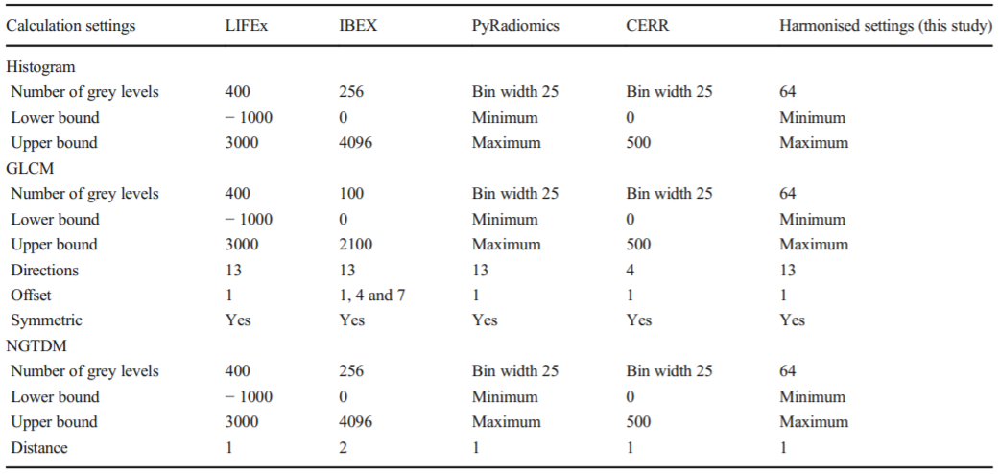 Calculation settings LIFEx IBEX PyRadiomics CERR Harmonised settings (this study)
Histogram
Number of grey levels 400 256 Bin width 25 Bin width 25 64
Lower bound − 1000 0 Minimum 0 Minimum
Upper bound 3000 4096 Maximum 500 Maximum
GLCM
Number of grey levels 400 100 Bin width 25 Bin width 25 64
Lower bound − 1000 0 Minimum 0 Minimum
Upper bound 3000 2100 Maximum 500 Maximum
Directions 13 13 13 4 13
Offset 1 1, 4 and 7 1 1 1
Symmetric Yes Yes Yes Yes Yes
NGTDM
Number of grey levels 400 256 Bin width 25 Bin width 25 64
Lower bound − 1000 0 Minimum 0 Minimum
Upper bound 3000 4096 Maximum 500 Maximum
Distance 1 2 1 1 1